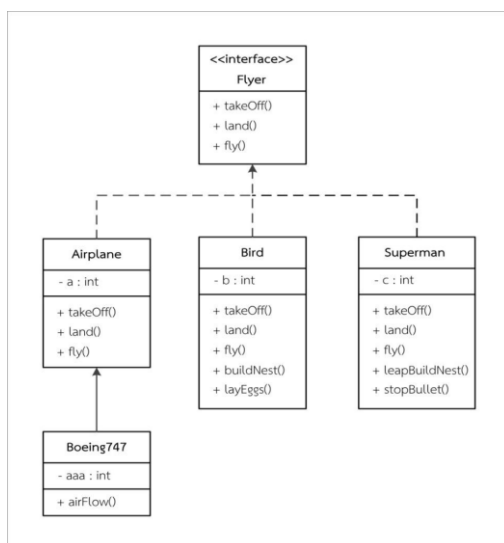 <<interface>>
Flyer
+ takeOff()
+ land()
+ fly()
Airplane
- a : int
+ takeOff()
+ land()
+ fly()
Bird
- b : int
+ takeOff()
+ land()
+ fly()
+ buildNest()
+ layEggs()
Superman
- c : int
+ takeOff()
+ land()
+ fly()
+ leapBuildNest()
+ stopBullet()
Boeing747
- aaa : int
+ airFlow()